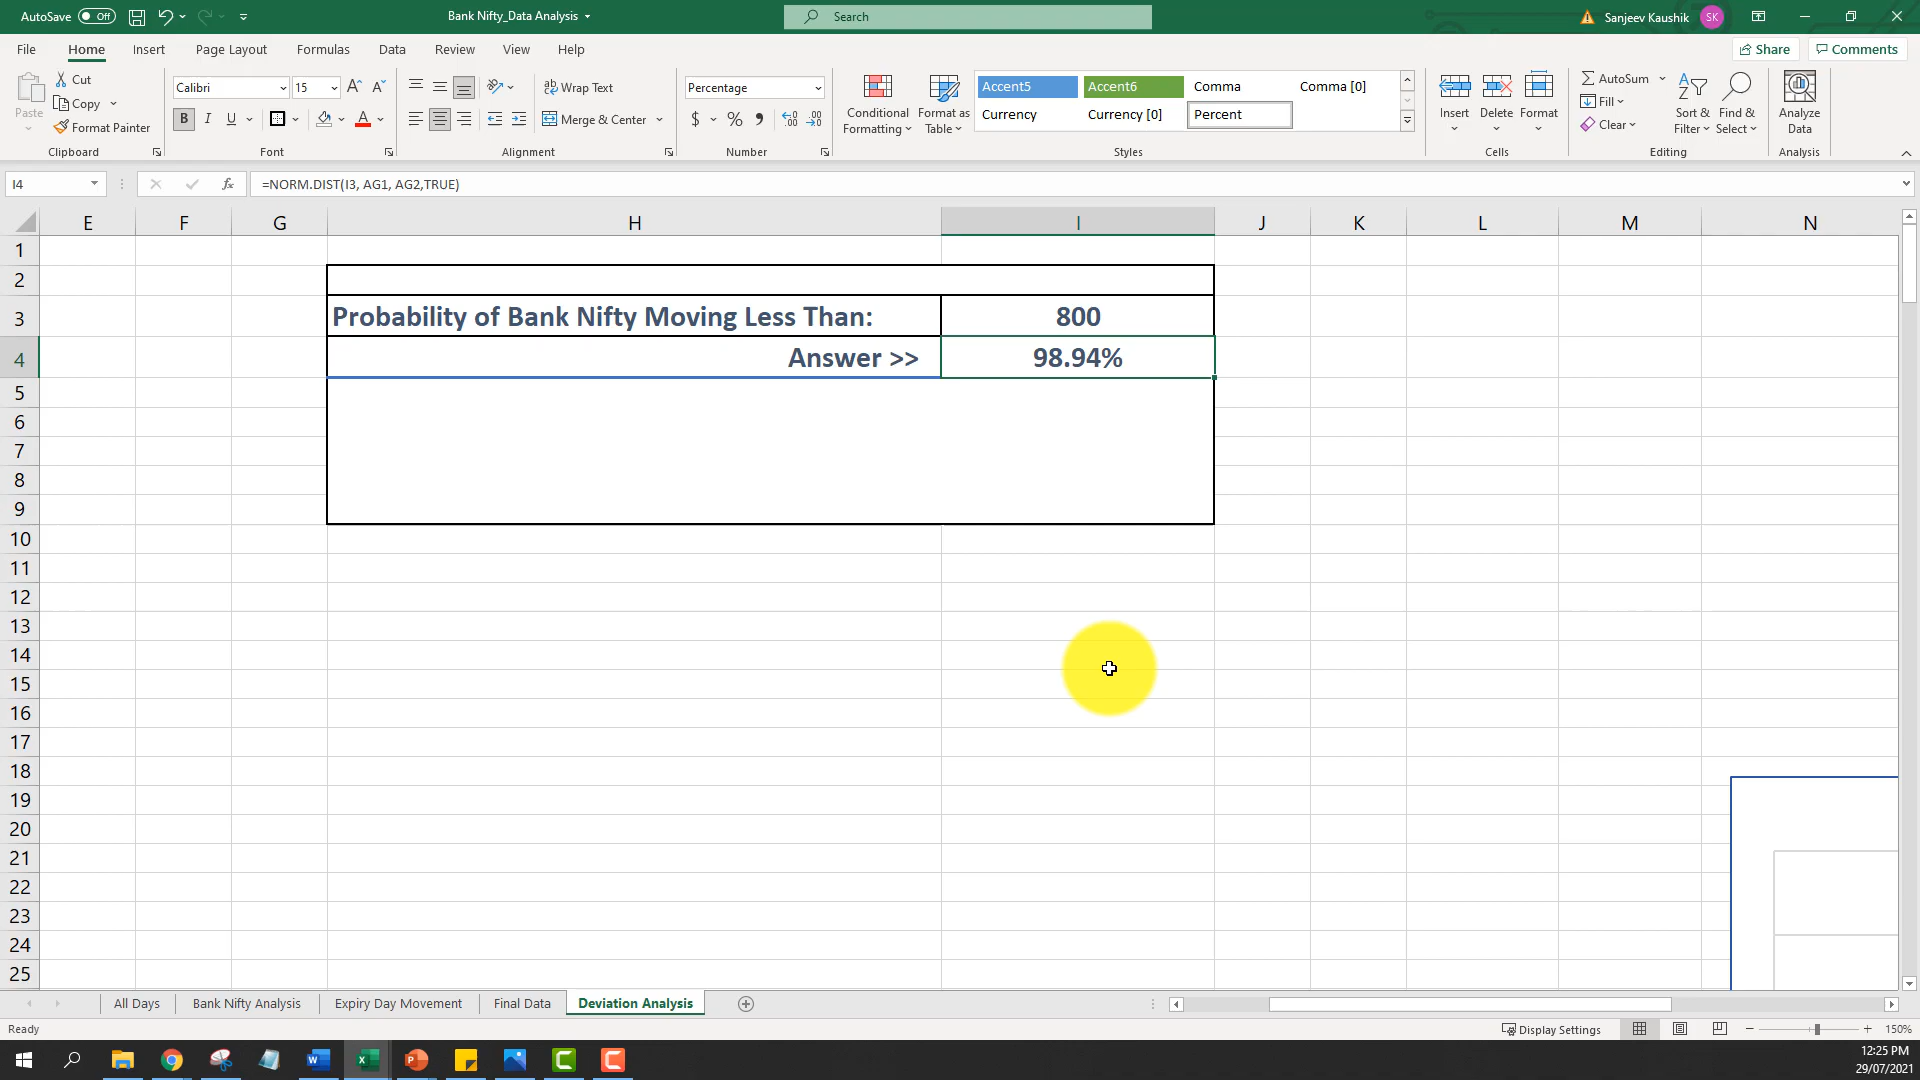 AutoSave Off Bank Nifty_Data Analysis Search Sanjeev Kaushik SK
File Home Insert Page Layout Formulas Data Review View Help Share Comments
Paste Cut Copy Format Painter
Calibri 15
B I U
Wrap Text
Merge & Center
Percentage
$ % 9
Conditional Formatting
Format as Table
Accent5 Accent6 Comma Comma [0]
Currency Currency [0] Percent
Insert Delete Format
AutoSum
Fill
Clear
Sort & Filter
Find & Select
Analyze Data
Clipboard Font Alignment Number Styles Cells Editing Analysis
I4 fx =NORM.DIST(I3, AG1, AG2,TRUE)
E F G H I J K L M N
1
2
3 Probability of Bank Nifty Moving Less Than: 800
4 Answer >> 98.94%
5
6
7
8
9
10
11
12
13
14
15
16
17
18
19
20
21
22
23
24
25
All Days Bank Nifty Analysis Expiry Day Movement Final Data Deviation Analysis
Ready Display Settings 150%
12:25 PM
29/07/2021